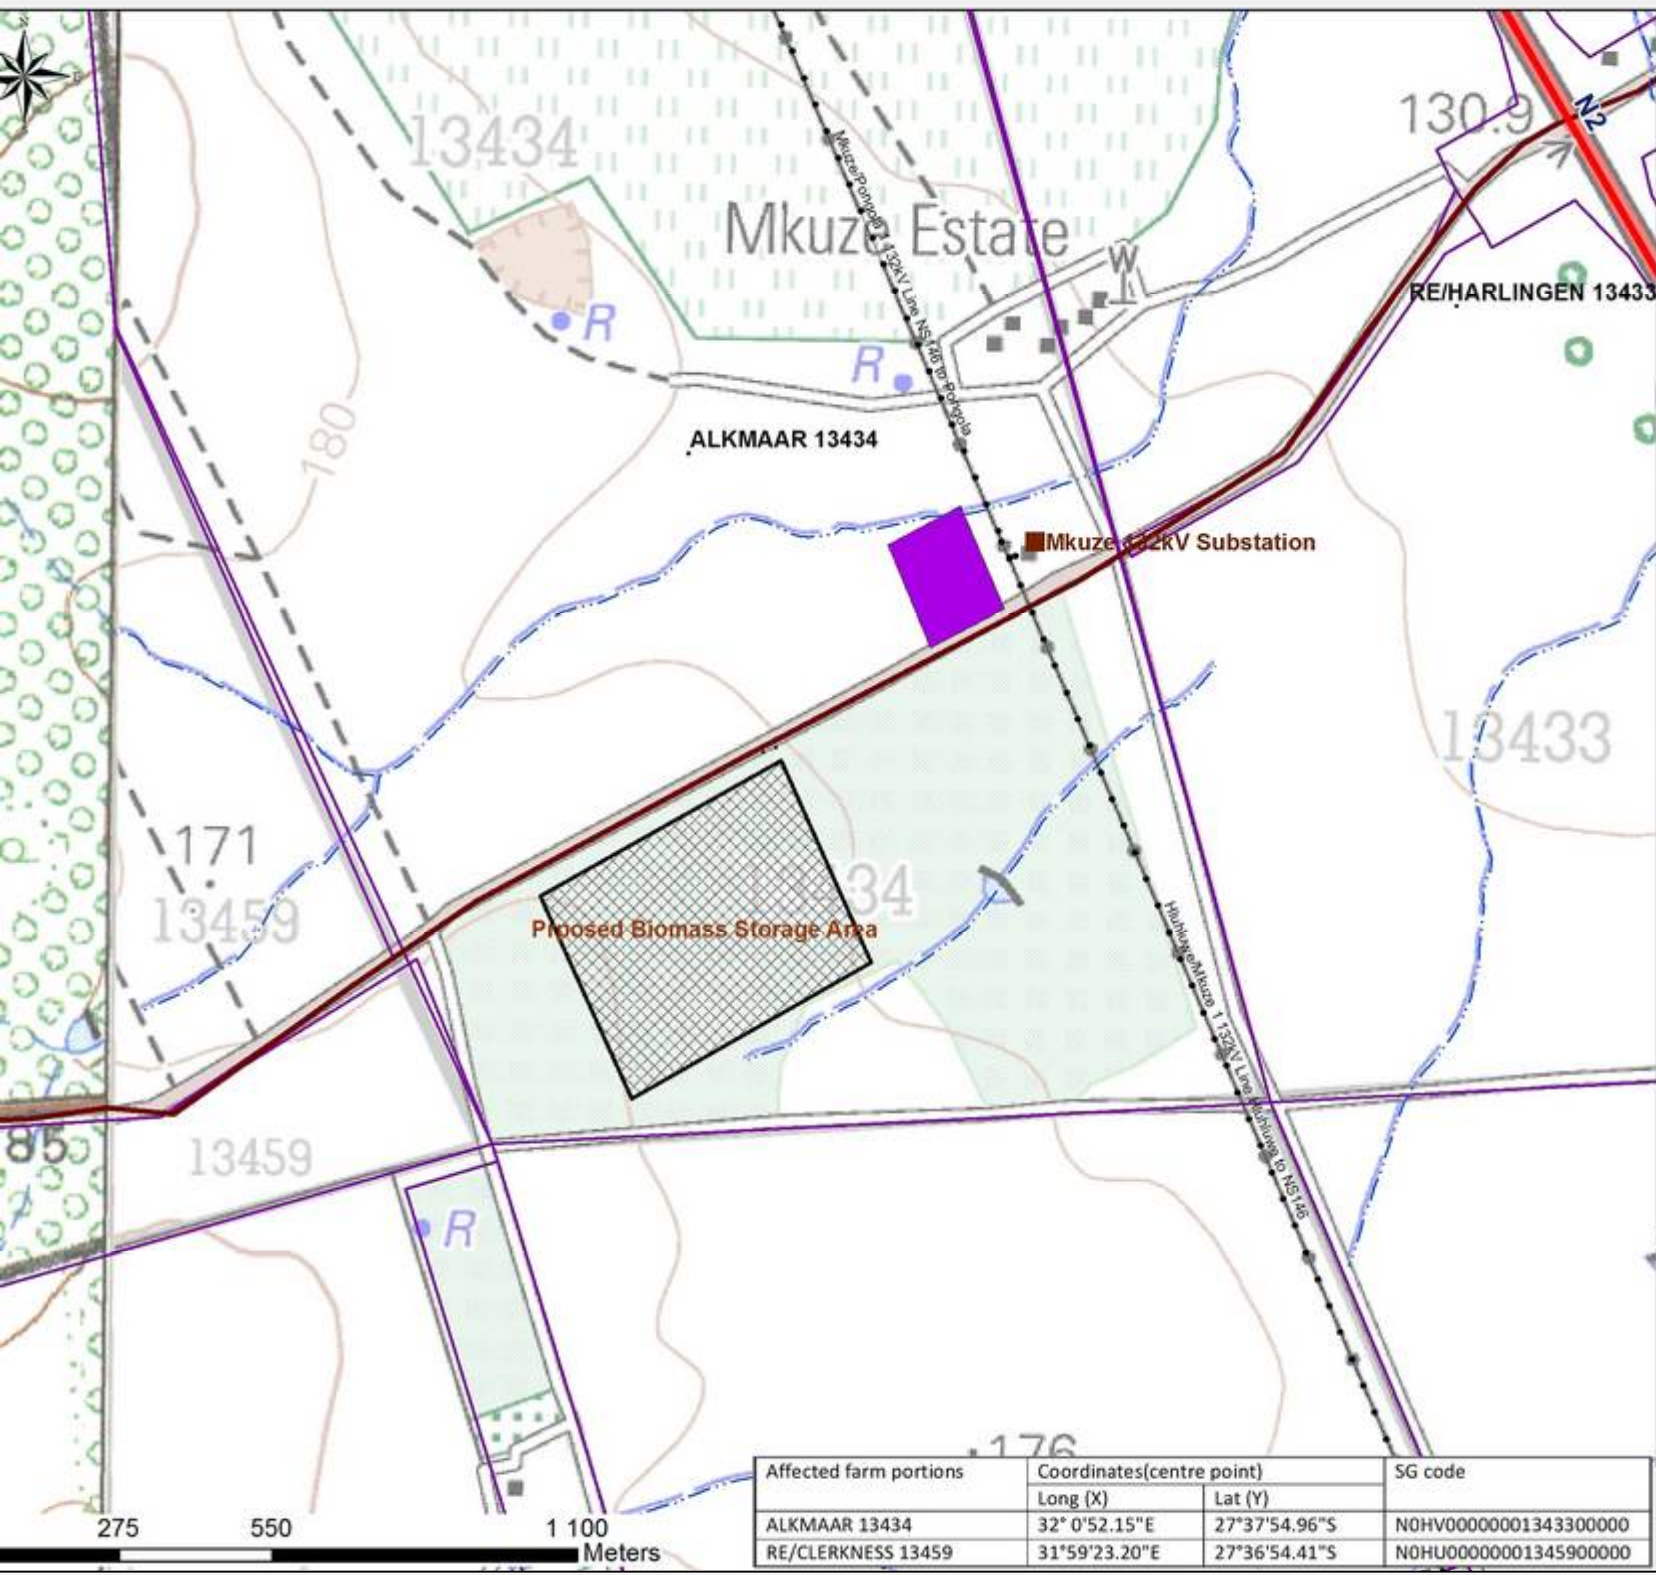 13434
130.9
N2
Mkuze/Pongola 1 132kV Line NS146 to Pongola
Mkuze Estate
W
RE/HARLINGEN 13433
R
R
180
ALKMAAR 13434
Mkuze 132kV Substation
13433
171
13459
13434
Prposed Biomass Storage Area
Hluhluwe/Mkuze 1 132kV Line Hluhluwe to NS146
85
13459
R
176
Affected farm portions Coordinates(centre point) SG code
Long (X) Lat (Y)
ALKMAAR 13434 32° 0'52.15"E 27°37'54.96"S N0HV00000001343300000
RE/CLERKNESS 13459 31°59'23.20"E 27°36'54.41"S N0HU00000001345900000
275 550 1 100
Meters